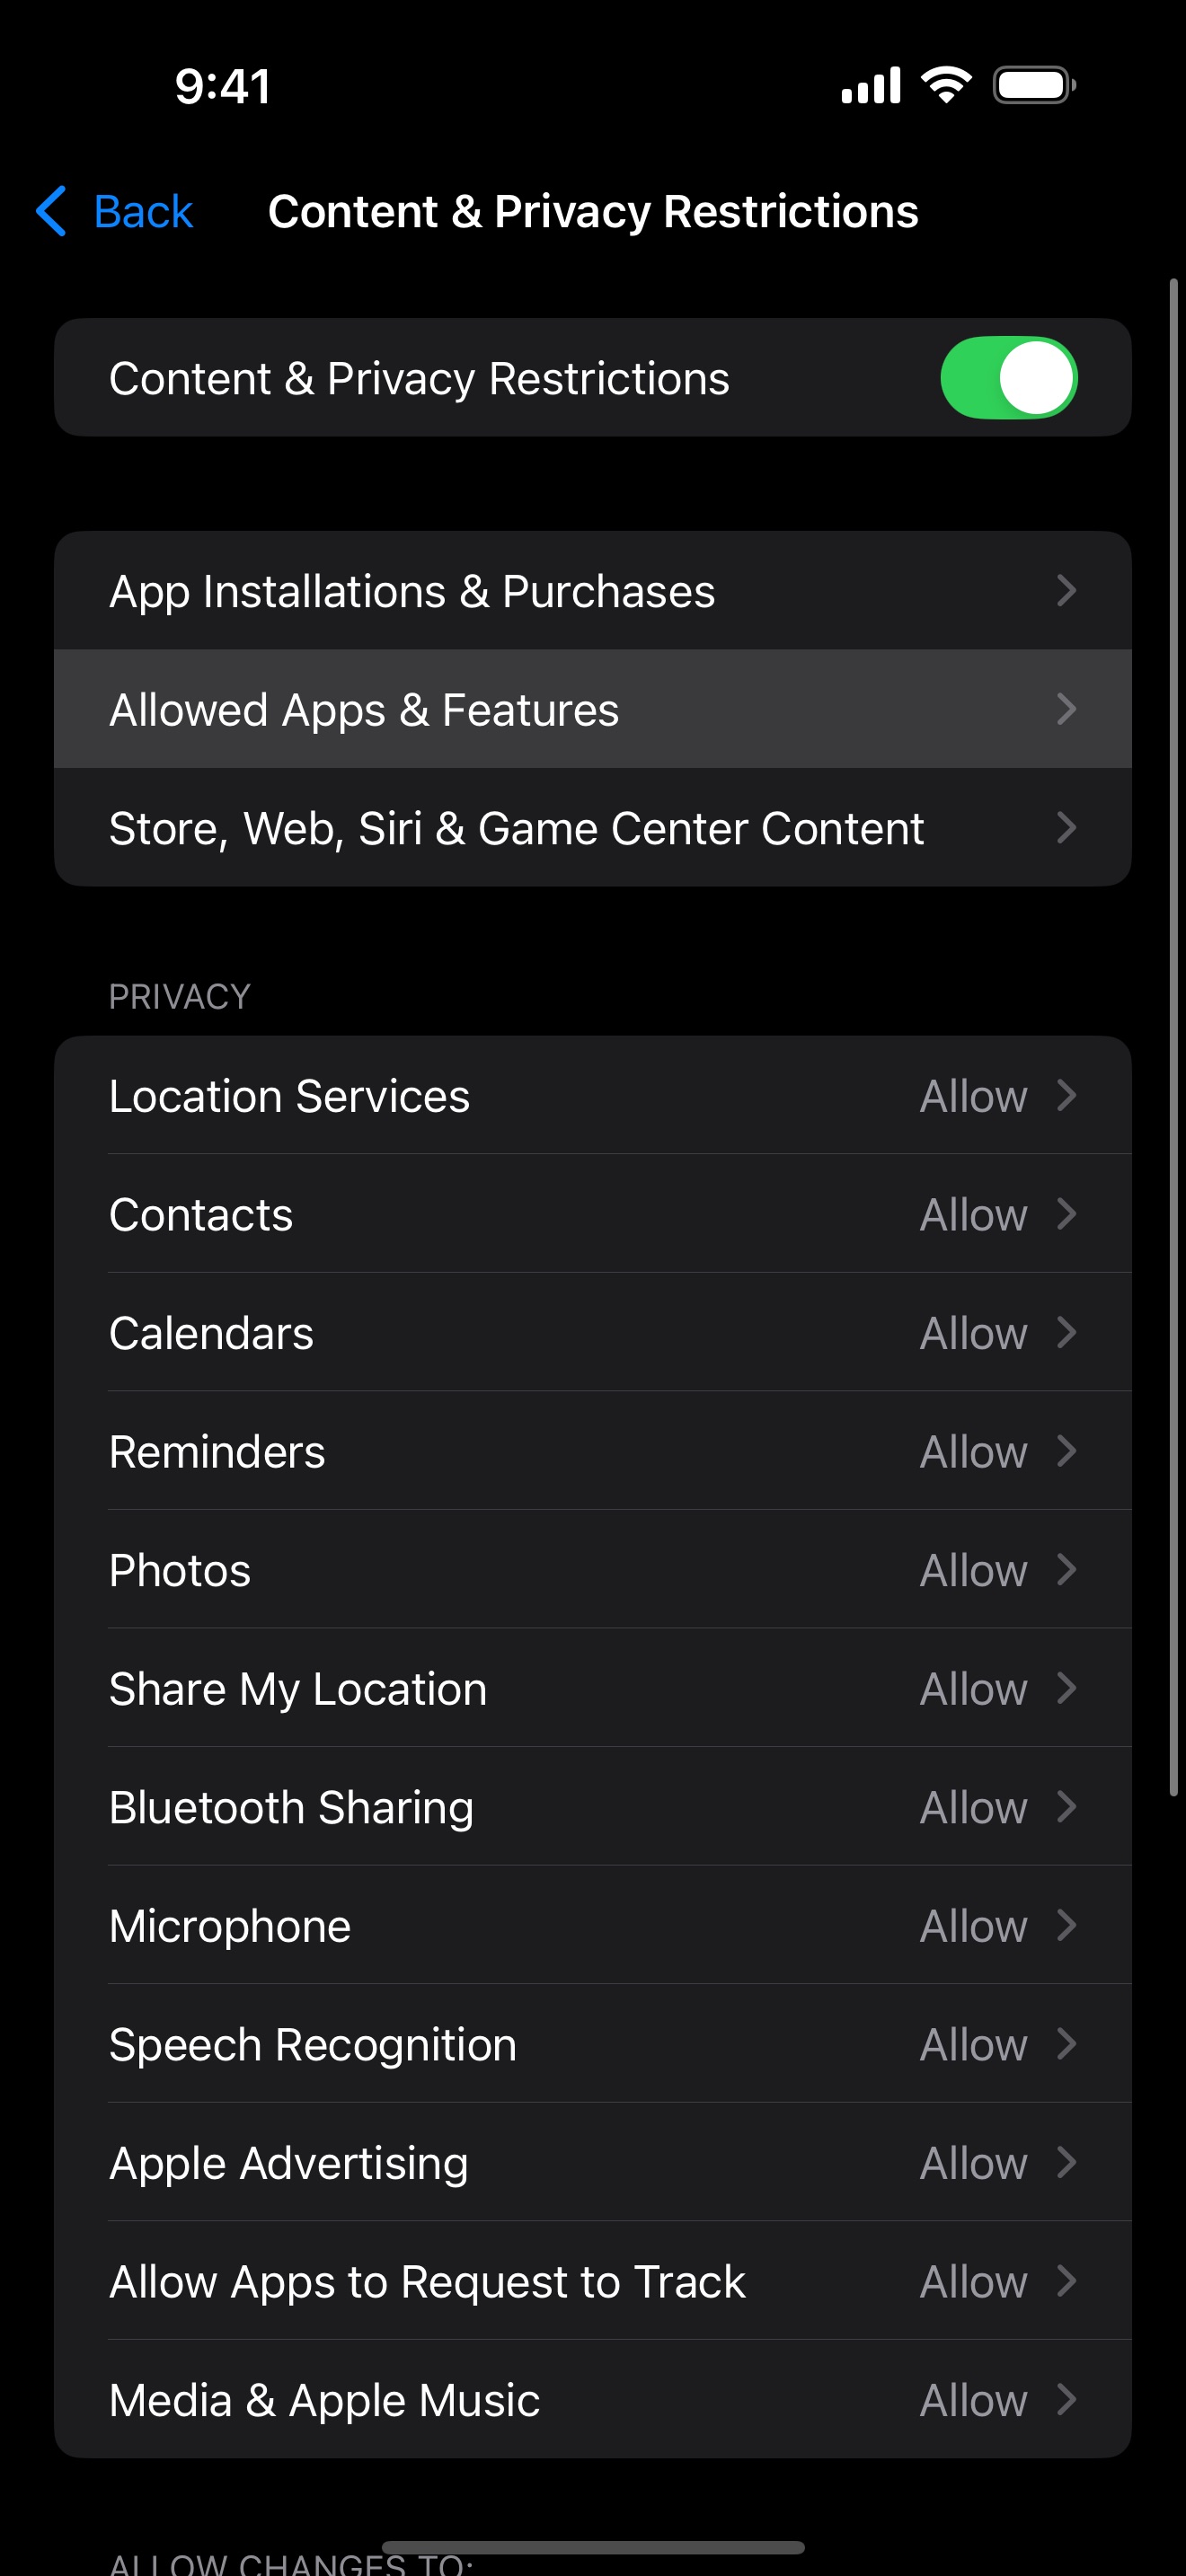 9:41
Back
Content & Privacy Restrictions
Content & Privacy Restrictions
App Installations & Purchases
Allowed Apps & Features
Store, Web, Siri & Game Center Content
PRIVACY
Location Services Allow
Contacts Allow
Calendars Allow
Reminders Allow
Photos Allow
Share My Location Allow
Bluetooth Sharing Allow
Microphone Allow
Speech Recognition Allow
Apple Advertising Allow
Allow Apps to Request to Track Allow
Media & Apple Music Allow
ALLOW CHANGES TO: